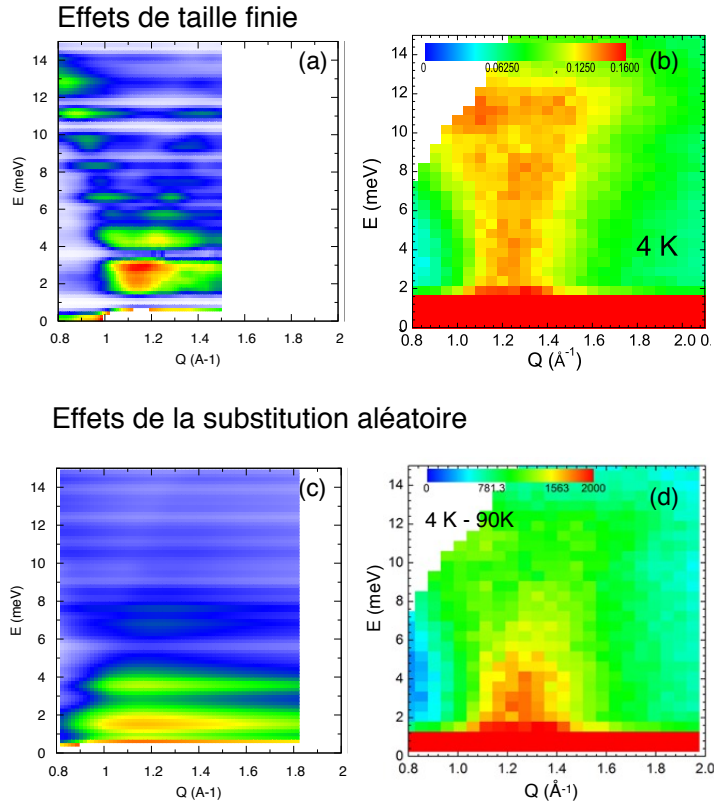 Effets de taille finie
(a)
E (meV)
14
12
10
8
6
4
2
0
0.8 1 1.2 1.4 1.6 1.8 2
Q (A-1)
0 0.06250 0.1250 0.1600
(b)
E (meV)
14
12
10
8
6
4
2
0
4 K
0.8 1.0 1.2 1.4 1.6 1.8 2.0
Q (Å⁻¹)
Effets de la substitution aléatoire
(c)
E (meV)
14
12
10
8
6
4
2
0
0.8 1 1.2 1.4 1.6 1.8 2
Q (A-1)
0 781.3 1563 2000
(d)
4 K - 90K
E (meV)
14
12
10
8
6
4
2
0
0.8 1.0 1.2 1.4 1.6 1.8 2.0
Q (Å⁻¹)